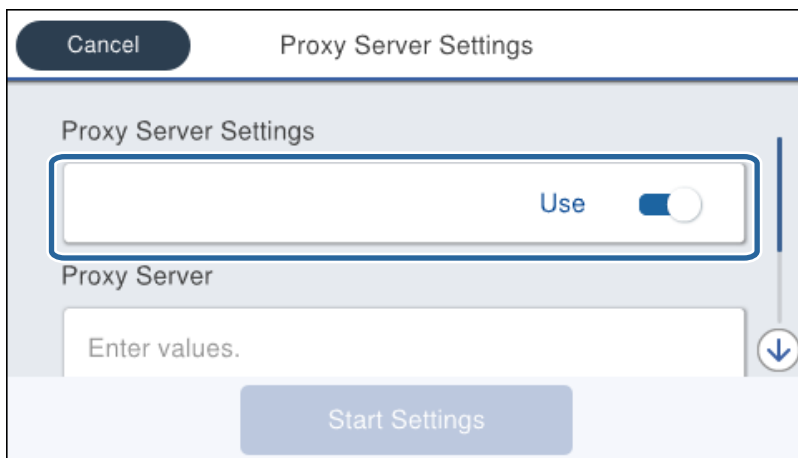 Cancel
Proxy Server Settings
Proxy Server Settings
Use
Proxy Server
Enter values.
Start Settings